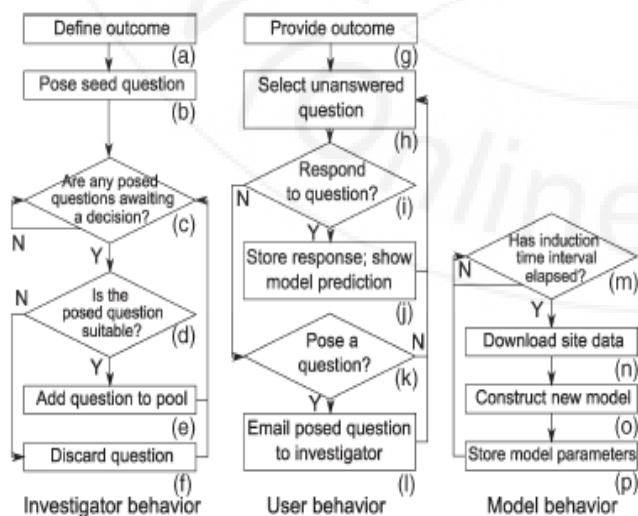 Define outcome
(a)
Pose seed question
(b)
Are any posed
questions awaiting
a decision?
(c)
N
Y
Is the
posed question
suitable?
(d)
N
Y
Add question to pool
(e)
Discard question
(f)
Investigator behavior
Provide outcome
(g)
Select unanswered
question
(h)
Respond
to question?
(i)
N
Y
Store response; show
model prediction
(j)
Pose a
question?
(k)
N
Y
Email posed question
to investigator
(l)
User behavior
Has induction
time interval
elapsed?
(m)
N
Y
Download site data
(n)
Construct new model
(o)
Store model parameters
(p)
Model behavior
Online